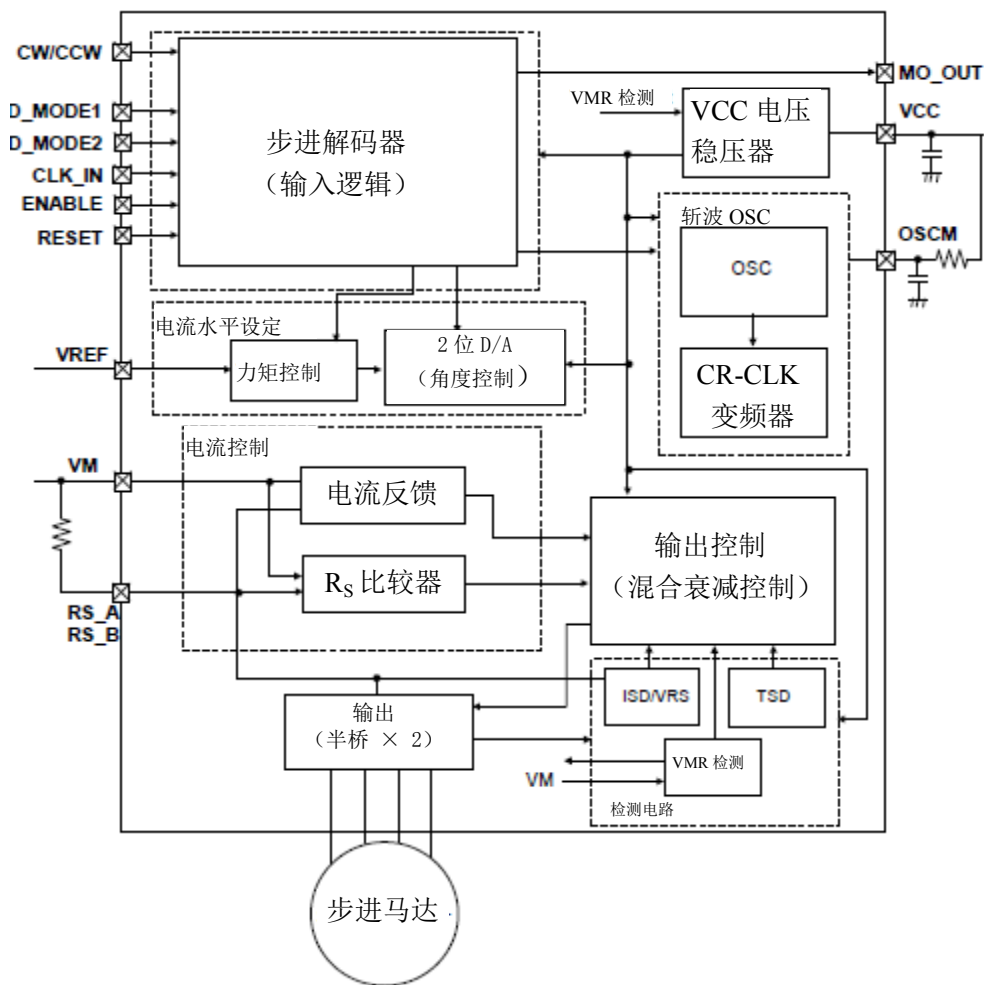 CW/CCW
D_MODE1
D_MODE2
CLK_IN
ENABLE
RESET
步进解码器
（输入逻辑）
MO_OUT
VMR 检测
VCC 电压
稳压器
VCC
斩波 OSC
OSC
OSCM
CR-CLK
变频器
电流水平设定
VREF
力矩控制
2 位 D/A
（角度控制）
电流控制
VM
电流反馈
RS 比较器
RS_A
RS_B
输出控制
（混合衰减控制）
输出
（半桥 × 2）
ISD/VRS
TSD
VMR 检测
VM
检测电路
步进马达